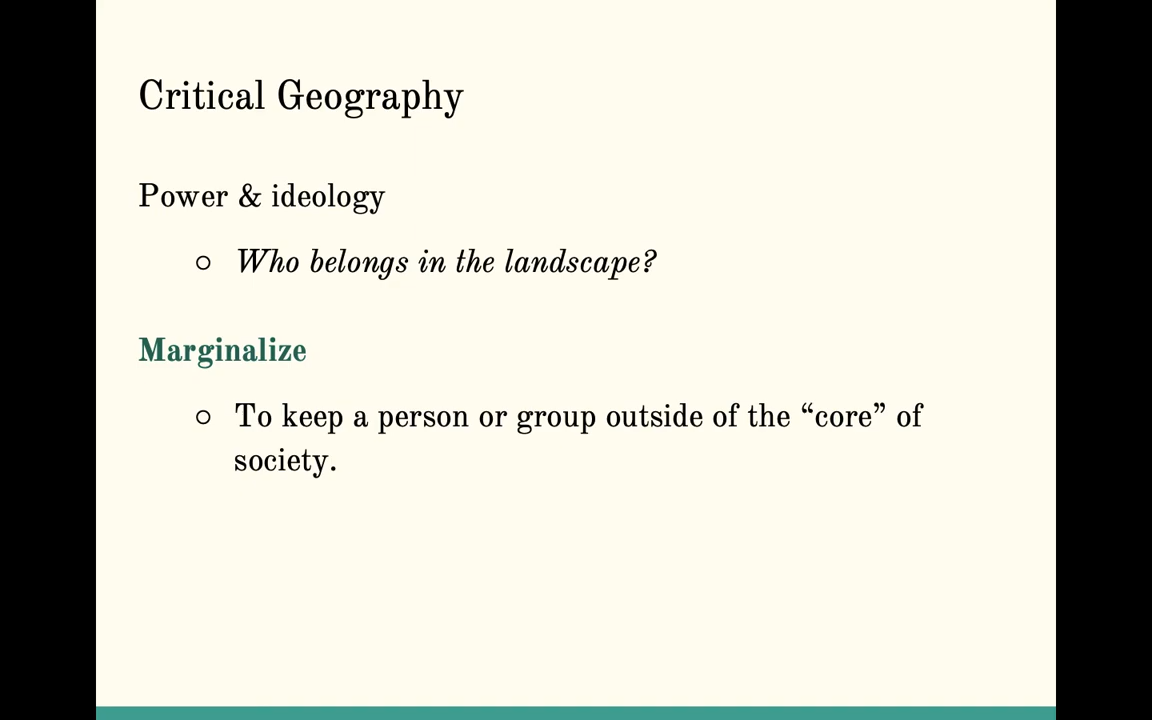 Critical Geography
Power & ideology
○ Who belongs in the landscape?
Marginalize
○ To keep a person or group outside of the “core” of
society.